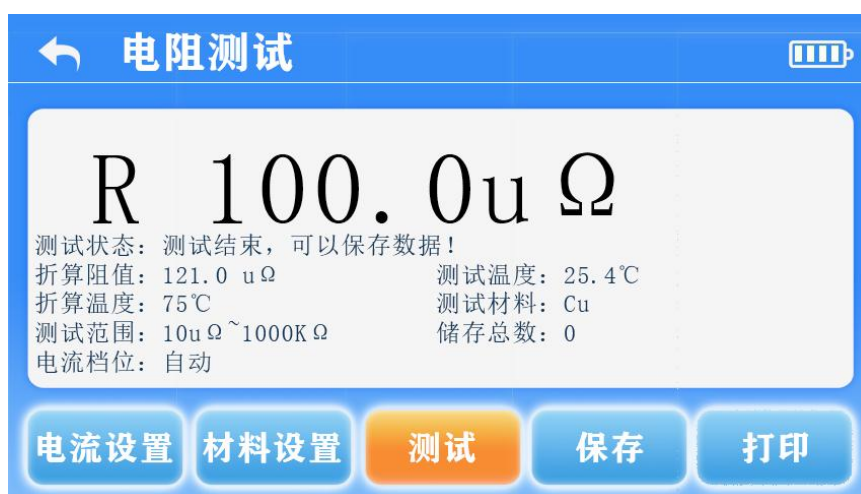 电阻测试
R 100.0uΩ
测试状态：测试结束，可以保存数据！
折算阻值：121.0 uΩ 测试温度：25.4℃
折算温度：75℃ 测试材料：Cu
测试范围：10uΩ~1000KΩ 储存总数：0
电流档位：自动
电流设置 材料设置 测试 保存 打印